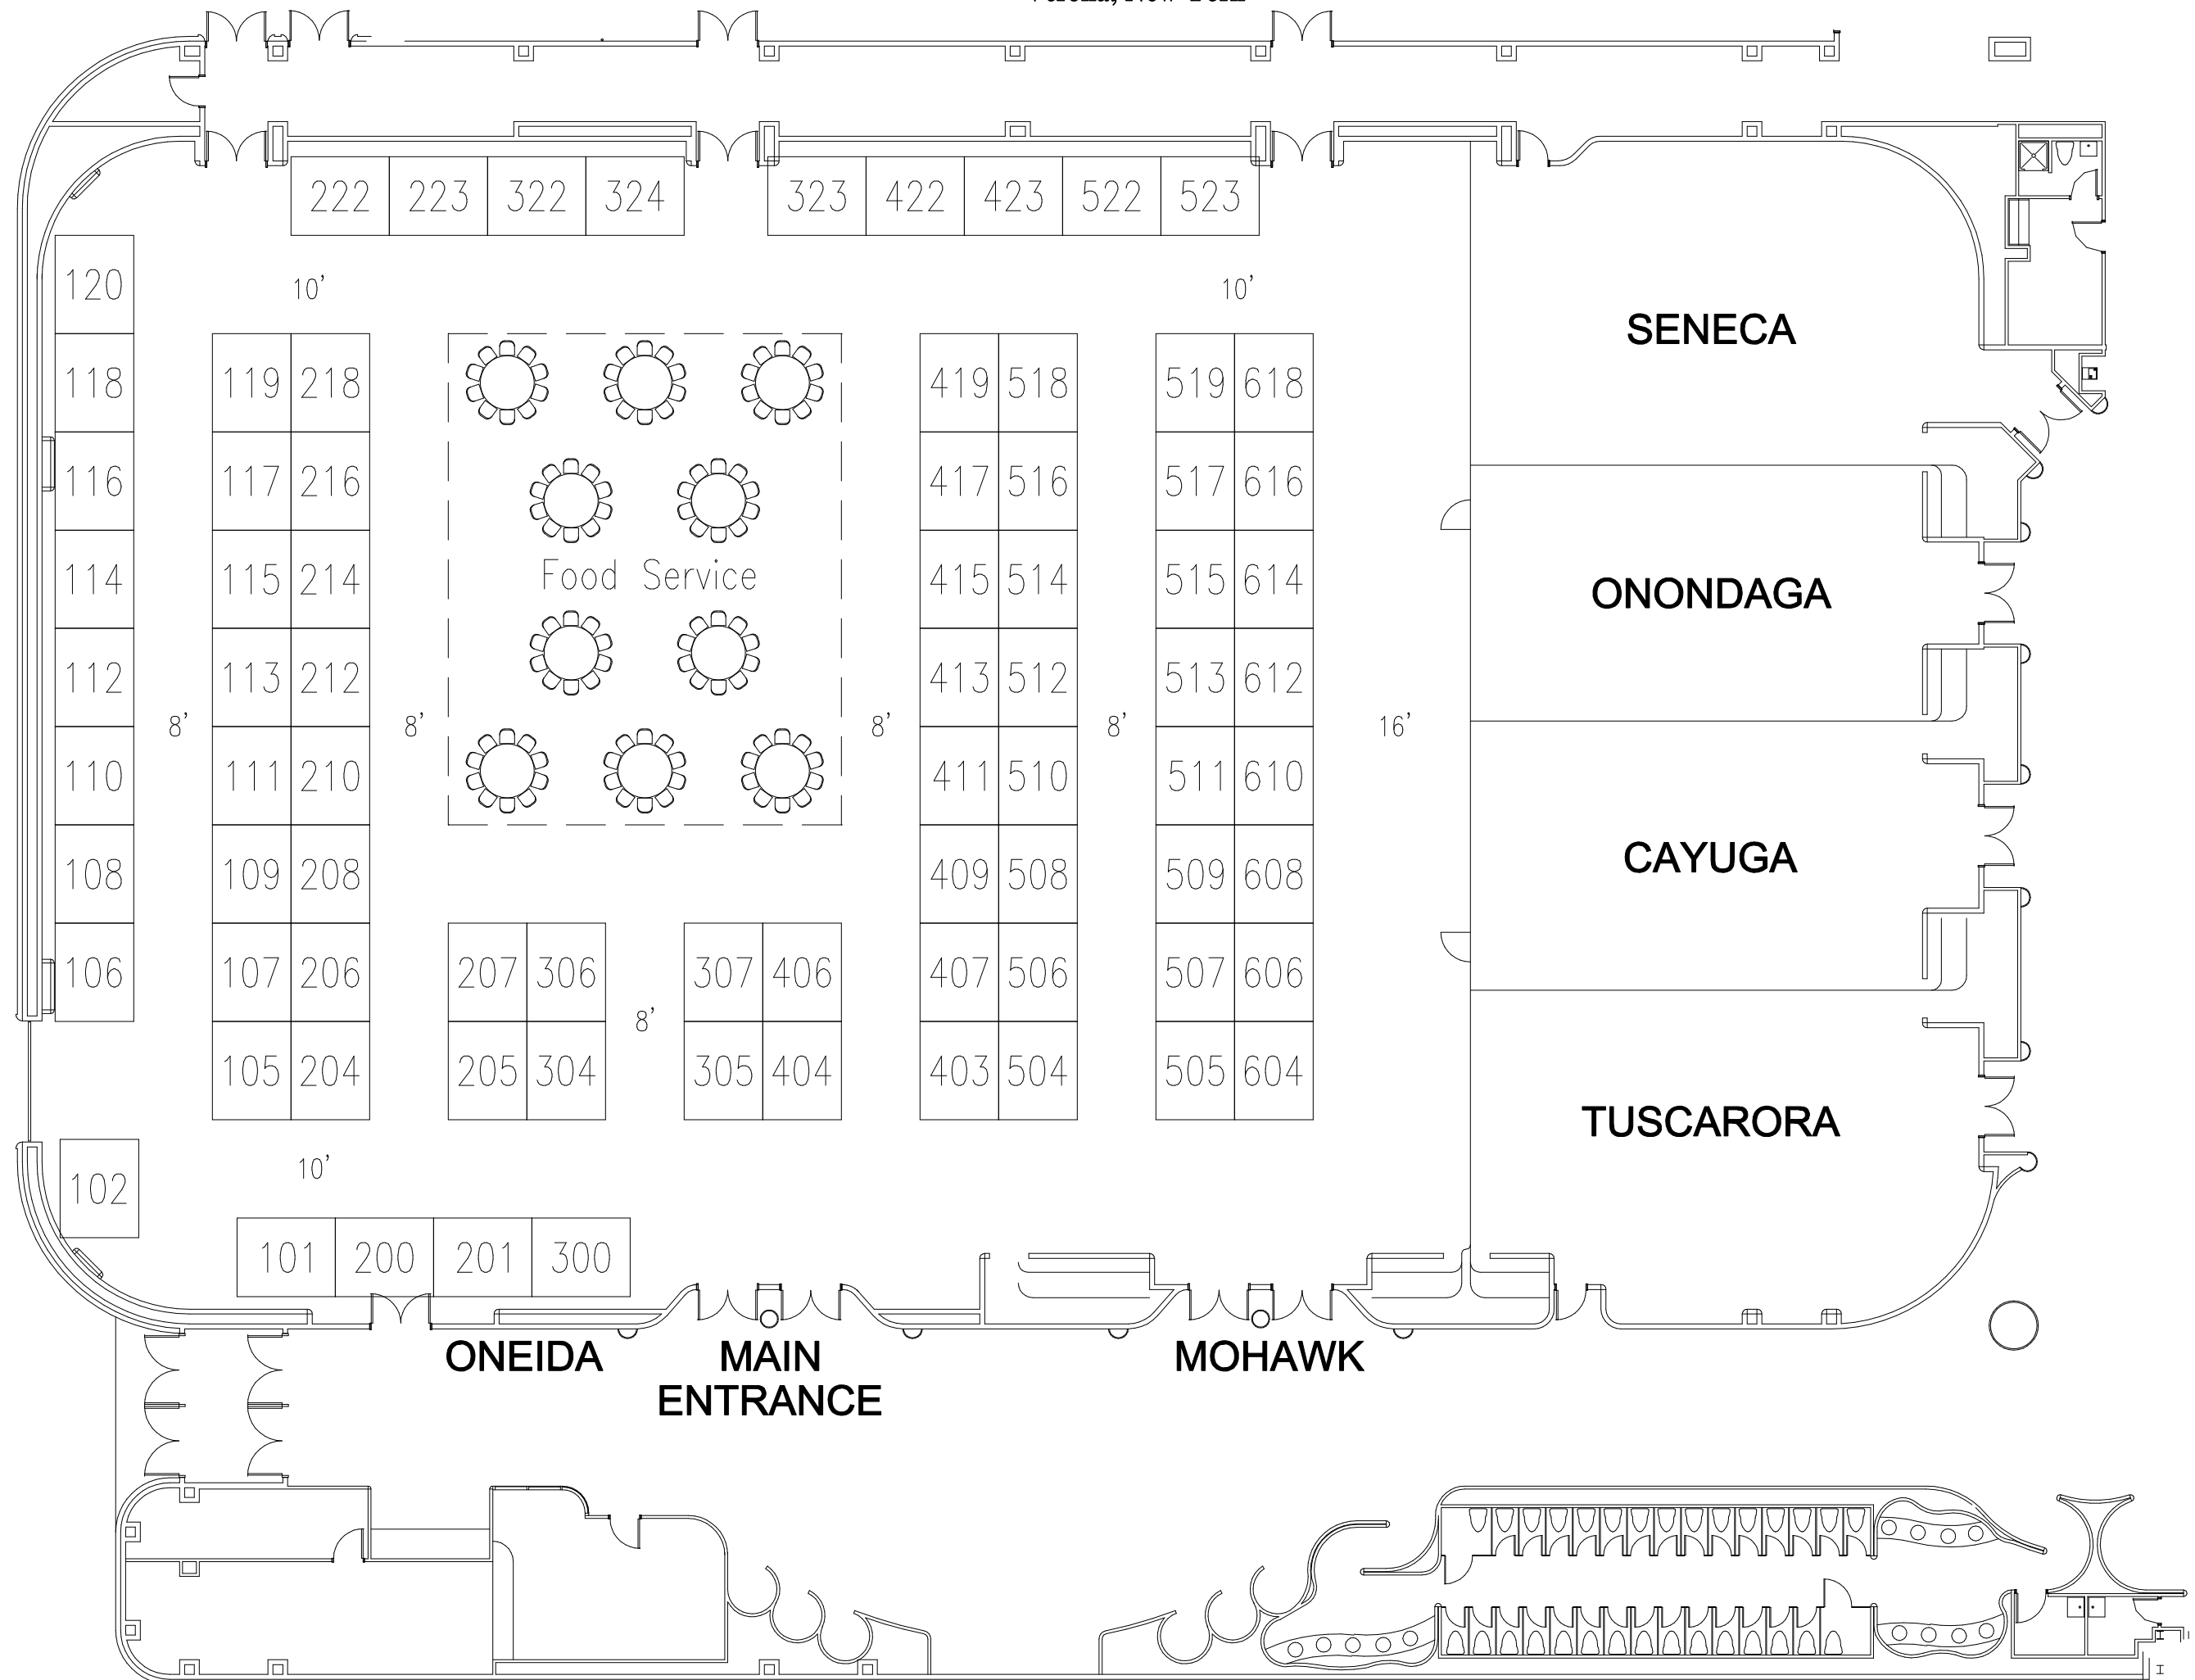 Verona, New York
222 223 322 324 323 422 423 522 523
120
10' 10'
SENECA
118 119 218 419 518 519 618
116 117 216 417 516 517 616
Food Service
114 115 214 415 514 515 614
ONONDAGA
112 113 212 413 512 513 612
8' 8' 8' 8' 16'
110 111 210 411 510 511 610
CAYUGA
108 109 208 409 508 509 608
106 107 206 207 306 307 406 407 506 507 606
8'
105 204 205 304 305 404 403 504 505 604
TUSCARORA
10'
102
101 200 201 300
ONEIDA MAIN MOHAWK
ENTRANCE